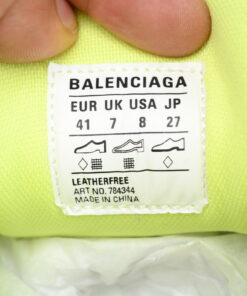 BALENCIAGA
EUR UK USA JP
41 7 8 27
LEATHERFREE
ART NO. 784344
MADE IN CHINA